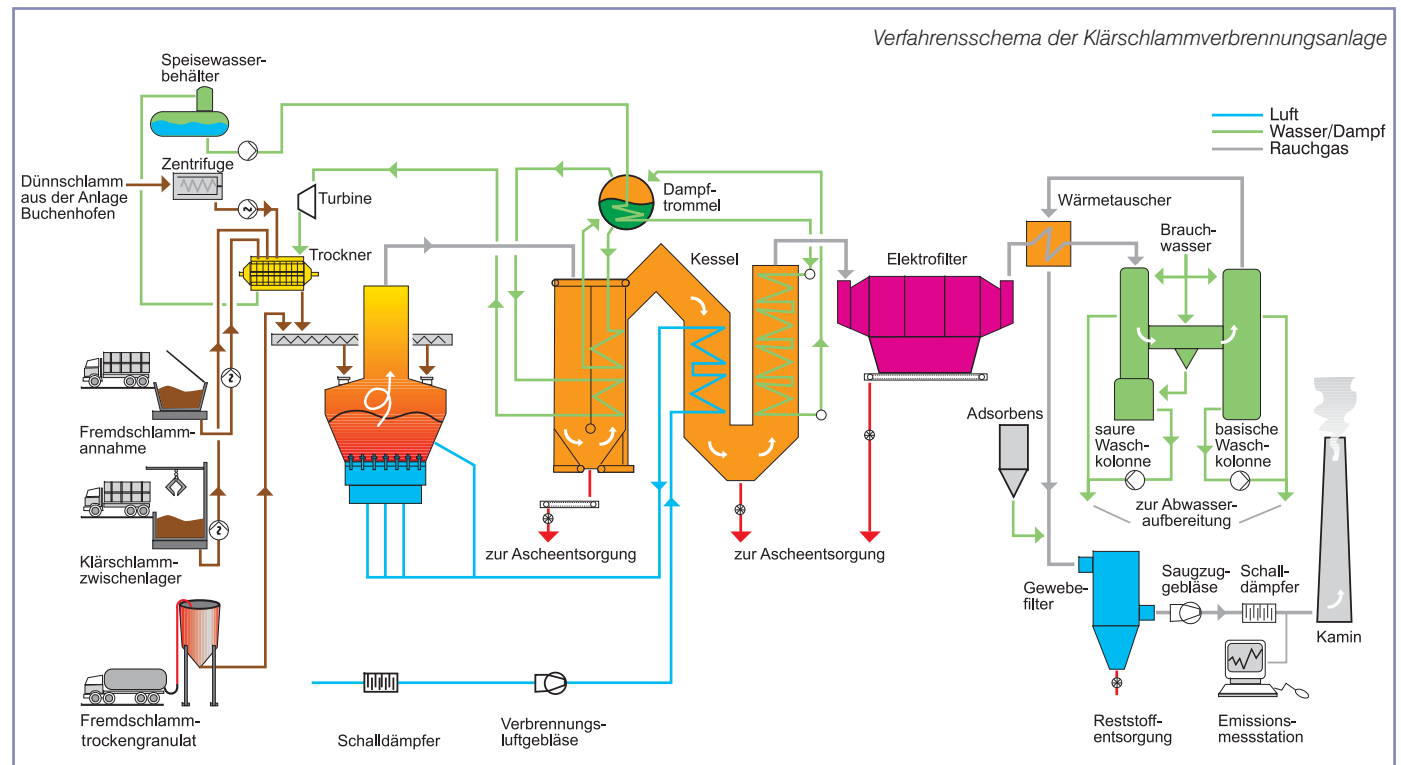 Verfahrensschema der Klärschlammverbrennungsanlage
Speisewasser-
behälter
Luft
Wasser/Dampf
Rauchgas
Zentrifuge
Dünnschlamm
aus der Anlage
Buchenhofen
Turbine
Dampf-
trommel
Wärmetauscher
Brauch-
wasser
Trockner
Kessel
Elektrofilter
Fremdschlamm-
annahme
Adsorbens
saure
Wasch-
kolonne
basische
Wasch-
kolonne
zur Abwasser-
aufbereitung
Klärschlamm-
zwischenlager
zur Ascheentsorgung
zur Ascheentsorgung
Gewebe-
filter
Saugzug-
gebläse
Schall-
dämpfer
Kamin
Fremdschlamm-
trockengranulat
Schalldämpfer
Verbrennungs-
luftgebläse
Reststoff-
entsorgung
Emissions-
messstation